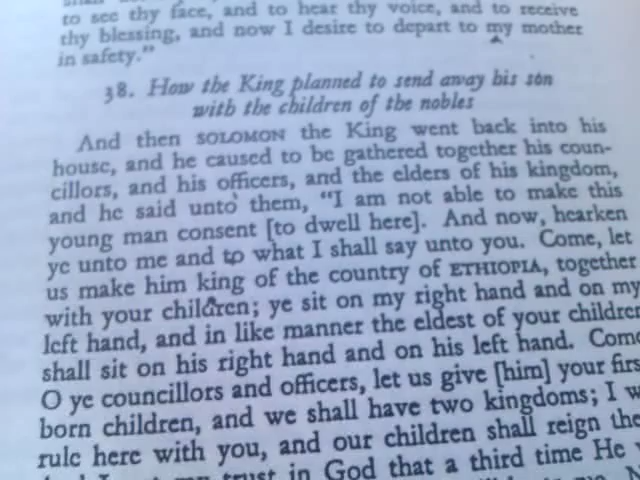 to see thy face, and to hear thy voice, and to receive
thy blessing, and now I desire to depart to my mother
in safety."
38. How the King planned to send away his son
with the children of the nobles
And then SOLOMON the King went back into his
house, and he caused to be gathered together his coun-
cillors, and his officers, and the elders of his kingdom,
and he said unto them, "I am not able to make this
young man consent [to dwell here]. And now, hearken
ye unto me and to what I shall say unto you. Come, let
us make him king of the country of ETHIOPIA, together
with your children; ye sit on my right hand and on my
left hand, and in like manner the eldest of your children
shall sit on his right hand and on his left hand. Come
O ye councillors and officers, let us give [him] your firs
born children, and we shall have two kingdoms; I w
rule here with you, and our children shall reign the
trust in God that a third time He